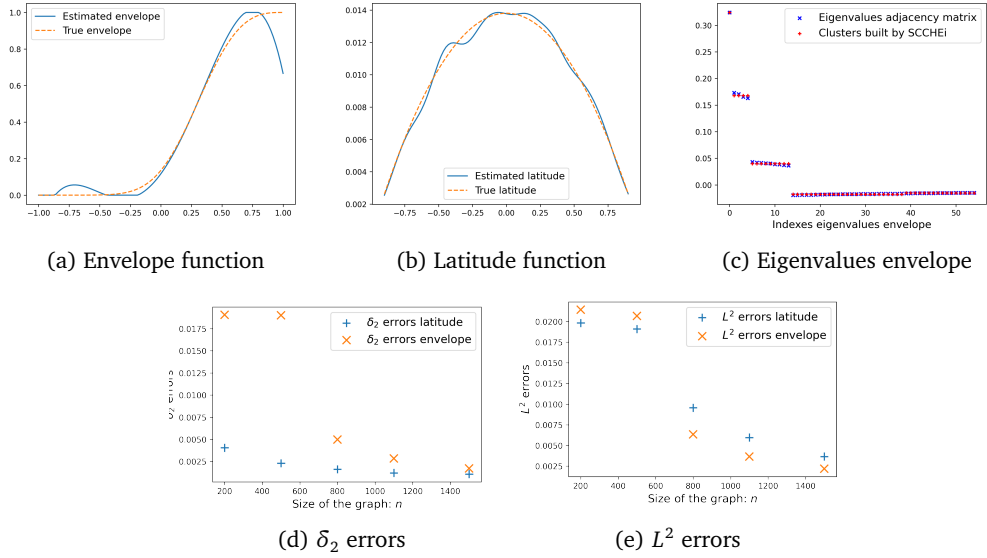 Estimated envelope
True envelope
1.0
0.8
0.6
0.4
0.2
0.0
−1.00 −0.75 −0.50 −0.25 0.00 0.25 0.50 0.75 1.00
(a) Envelope function
0.014
0.012
0.010
0.008
0.006
0.004
0.002
Estimated latitude
True latitude
−0.75 −0.50 −0.25 0.00 0.25 0.50 0.75
(b) Latitude function
Eigenvalues adjacency matrix
Clusters built by SCCHEi
0.30
0.25
0.20
0.15
0.10
0.05
0.00
0 10 20 30 40 50
Indexes eigenvalues envelope
(c) Eigenvalues envelope
δ2 errors latitude
δ2 errors envelope
0.0175
0.0150
0.0125
0.0100
0.0075
0.0050
0.0025
δ2 errors
200 400 600 800 1000 1200 1400
Size of the graph: n
(d) δ2 errors
L2 errors latitude
L2 errors envelope
0.0200
0.0175
0.0150
0.0125
0.0100
0.0075
0.0050
0.0025
L2 errors
200 400 600 800 1000 1200 1400
Size of the graph: n
(e) L2 errors